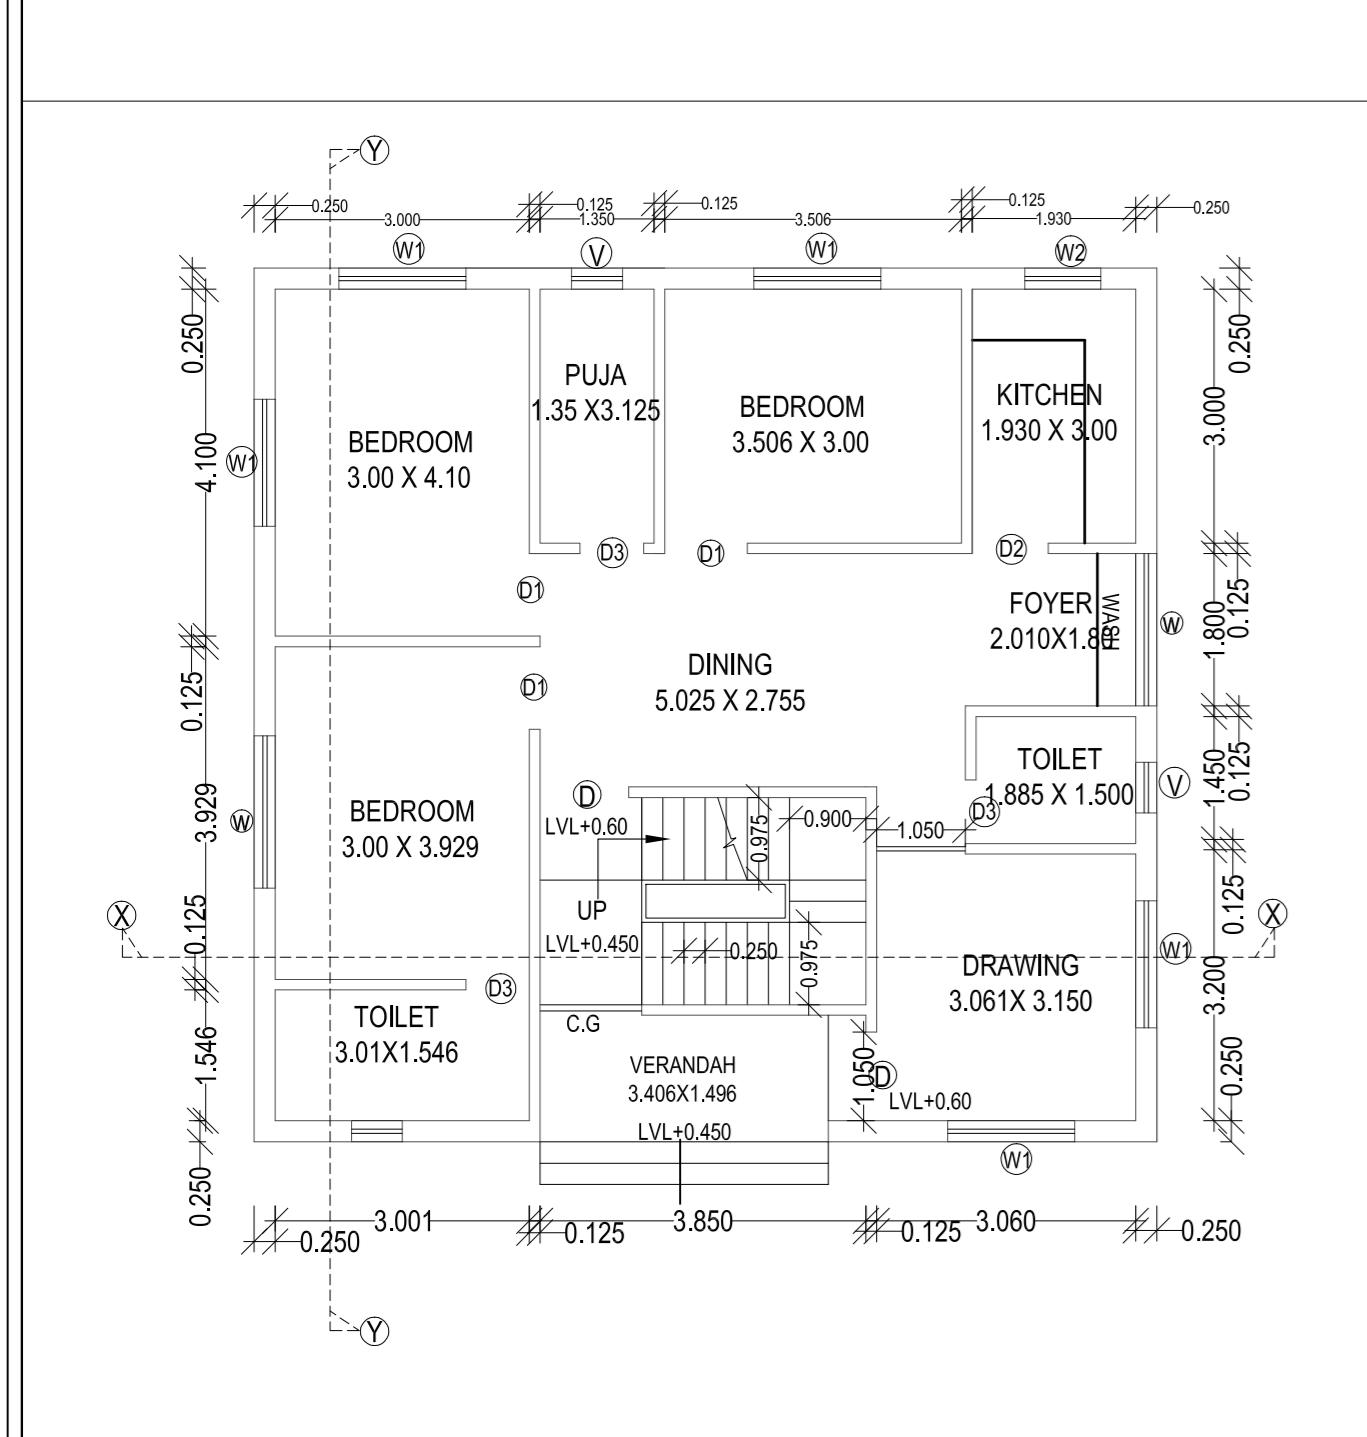 Y
0.250
0.125
0.125
0.125
0.250
3.000
1.350
3.506
1.930
W1
V
W1
W2
0.250
4.100
0.125
3.929
0.125
1.546
0.250
W1
W
BEDROOM
3.00 X 4.10
PUJA
1.35 X3.125
BEDROOM
3.506 X 3.00
KITCHEN
1.930 X 3.00
D3
D1
D2
D1
D1
FOYER
2.010X1.80
WASH
DINING
5.025 X 2.755
TOILET
1.885 X 1.500
D3
BEDROOM
3.00 X 3.929
D
LVL+0.60
UP
LVL+0.450
0.975
0.900
1.050
0.250
0.975
D3
TOILET
3.01X1.546
C.G
VERANDAH
3.406X1.496
LVL+0.450
DRAWING
3.061X 3.150
1.050
D
LVL+0.60
W1
W
V
W1
0.250
3.000
0.125
1.800
0.125
1.450
0.125
3.200
0.250
X
X
3.001
3.850
3.060
0.250
0.125
0.125
0.250
Y